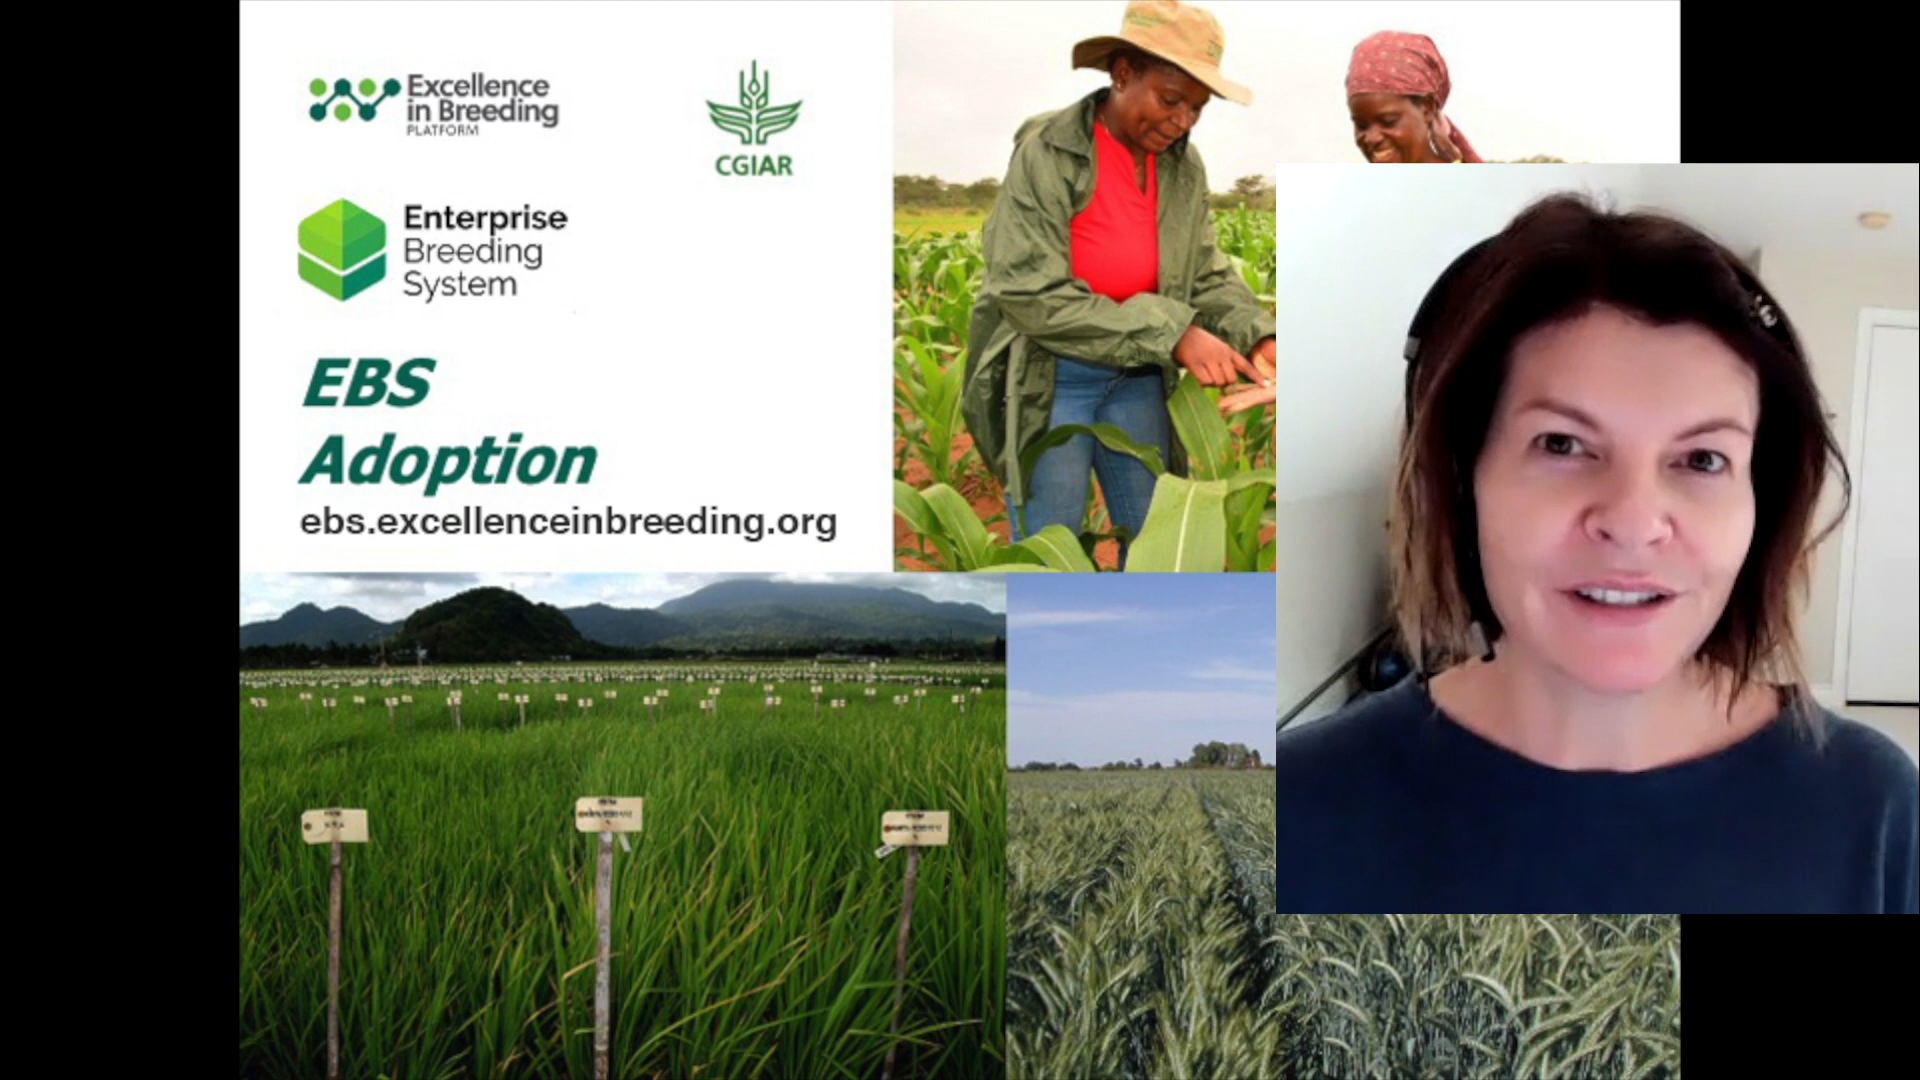 Excellence
in Breeding
PLATFORM
CGIAR
Enterprise
Breeding
System
EBS
Adoption
ebs.excellenceinbreeding.org